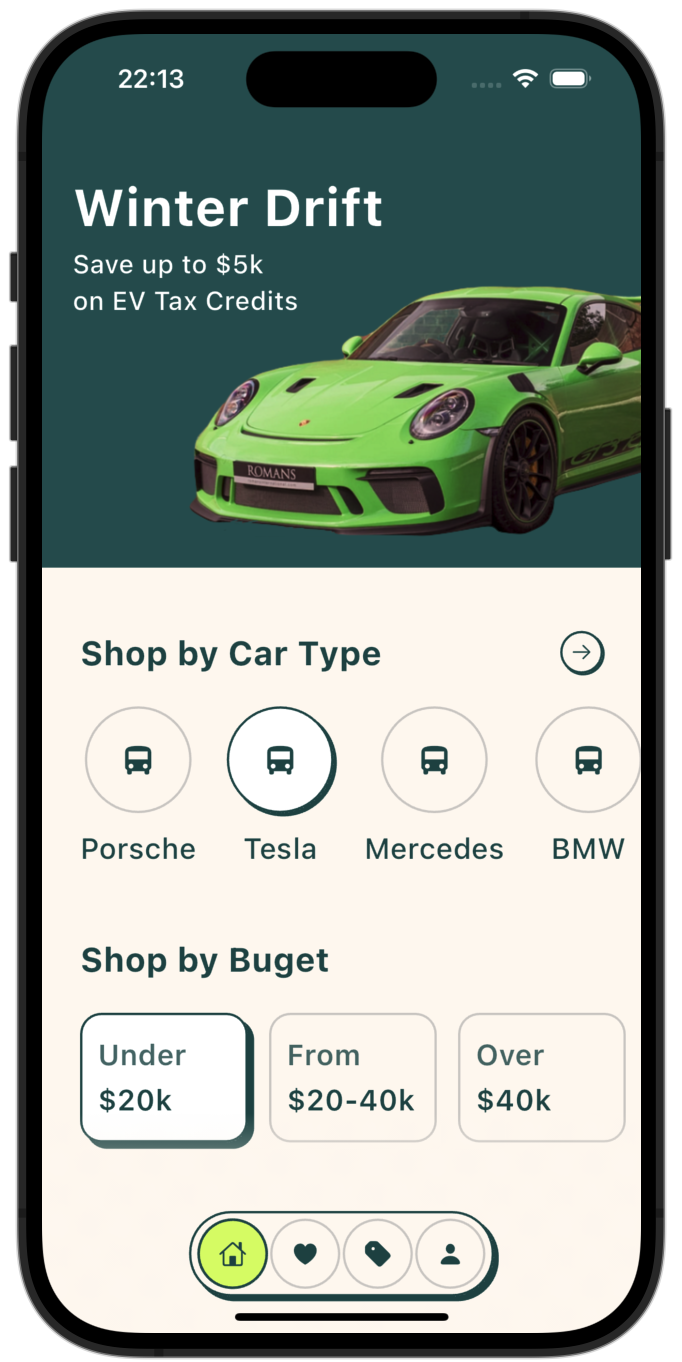 22:13
Winter Drift
Save up to $5k
on EV Tax Credits
ROMANS
Shop by Car Type
Porsche Tesla Mercedes BMW
Shop by Buget
Under From Over
$20k $20-40k $40k